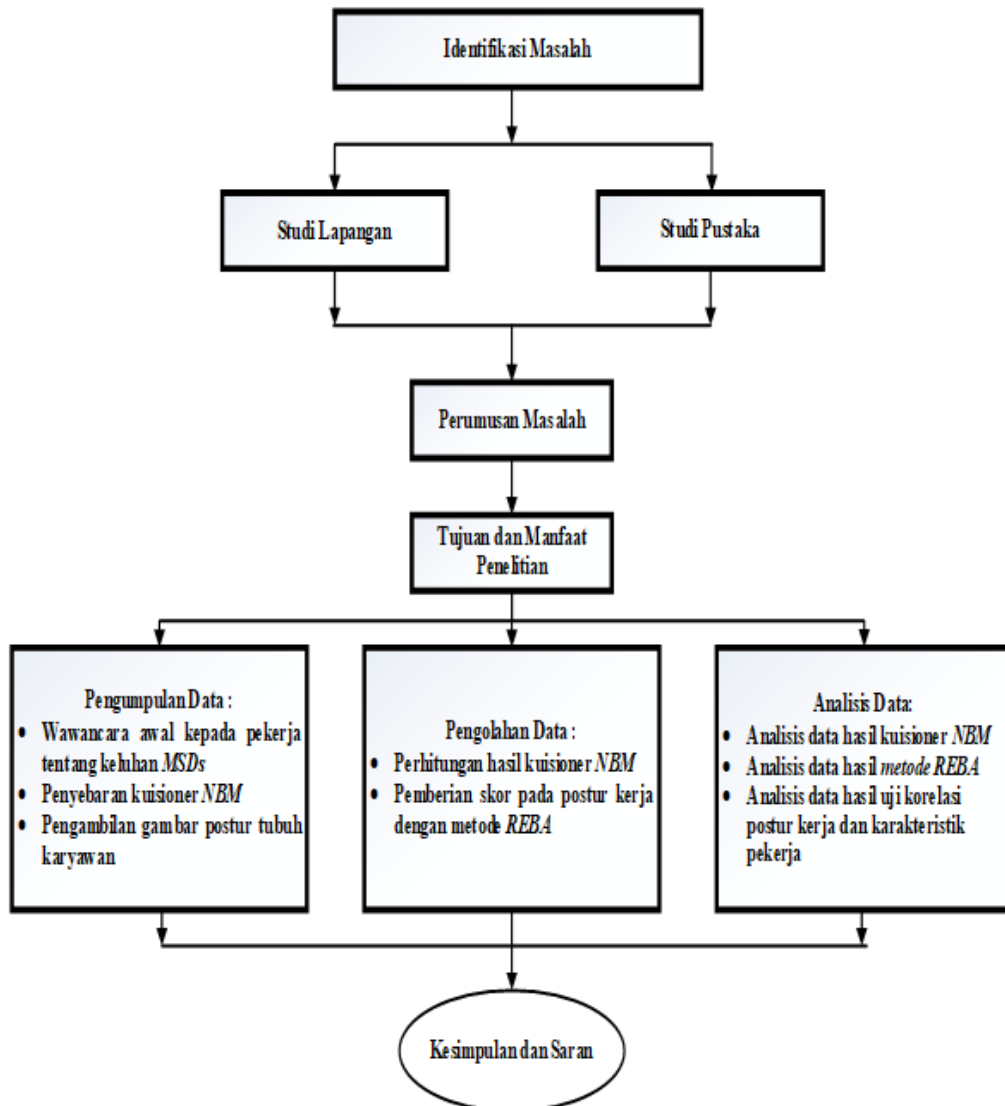 Identifikasi Masalah
Studi Lapangan
Studi Pustaka
Perumusan Masalah
Tujuan dan Manfaat
Penelitian
Pengumpulan Data :
• Wawancara awal kepada pekerja
tentang keluhan MSDs
• Penyebaran kuisioner NBM
• Pengambilan gambar postur tubuh
karyawan
Pengolahan Data :
• Perhitungan hasil kuisioner NBM
• Pemberian skor pada postur kerja
dengan metode REBA
Analisis Data:
• Analisis data hasil kuisioner NBM
• Analisis data hasil metode REBA
• Analisis data hasil uji korelasi
postur kerja dan karakteristik
pekerja
Kesimpulan dan Saran